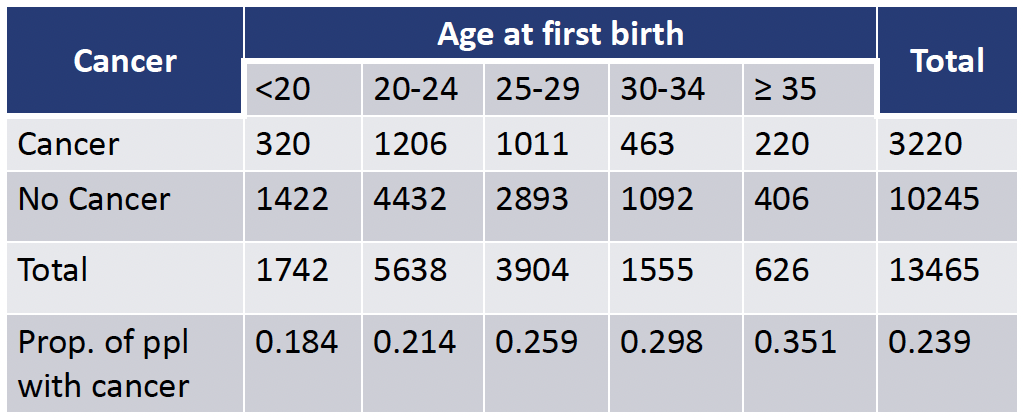 Cancer Age at first birth Total
<20 20-24 25-29 30-34 ≥ 35
Cancer 320 1206 1011 463 220 3220
No Cancer 1422 4432 2893 1092 406 10245
Total 1742 5638 3904 1555 626 13465
Prop. of ppl with cancer 0.184 0.214 0.259 0.298 0.351 0.239